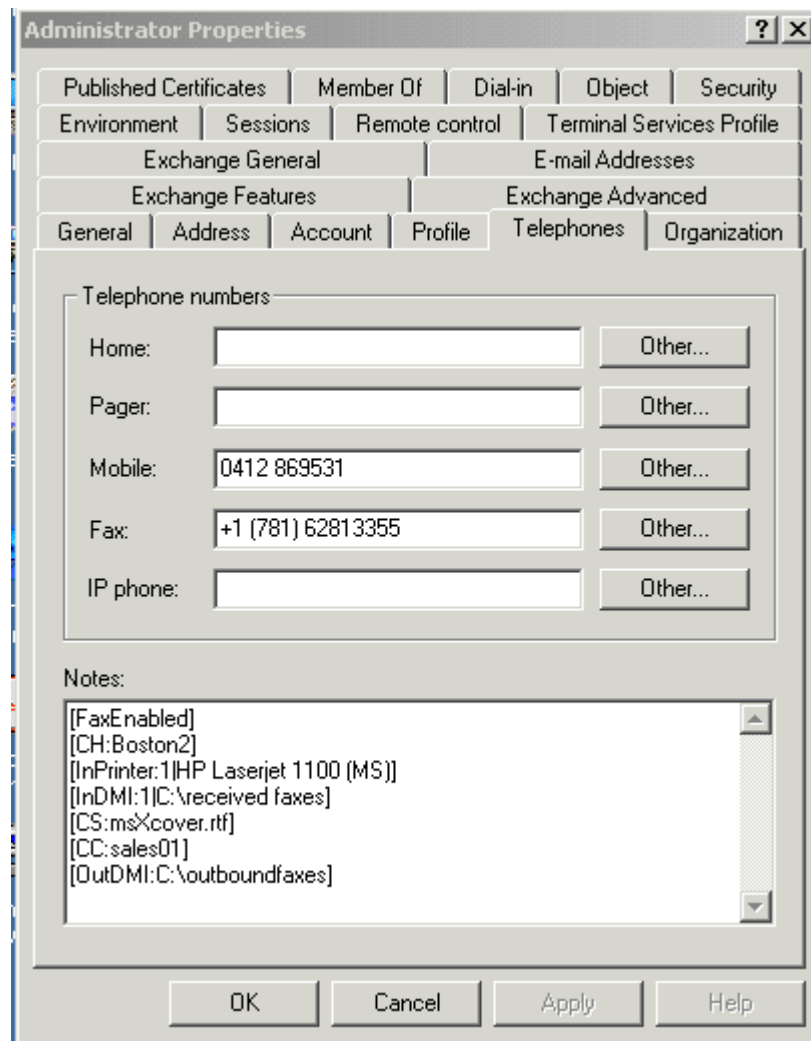 Administrator Properties
Published Certificates Member Of Dial-in Object Security
Environment Sessions Remote control Terminal Services Profile
Exchange General E-mail Addresses
Exchange Features Exchange Advanced
General Address Account Profile Telephones Organization
Telephone numbers
Home: Other...
Pager: Other...
Mobile: 0412 869531 Other...
Fax: +1 (781) 62813355 Other...
IP phone: Other...
Notes:
[FaxEnabled]
[CH:Boston2]
[InPrinter:1|HP Laserjet 1100 (MS)]
[InDMI:1|C:\received faxes]
[CS:msXcover.rtf]
[CC:sales01]
[OutDMI:C:\outboundfaxes]
OK Cancel Apply Help